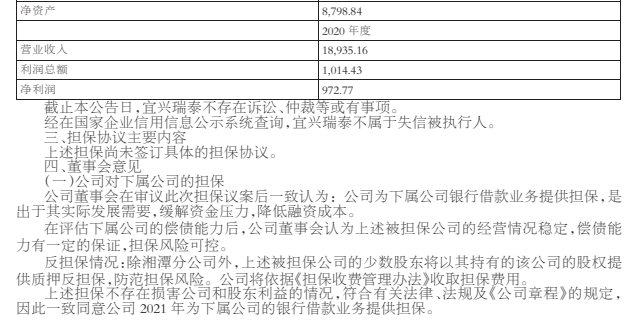 净资产 8,798.84
2020 年度
营业收入 18,935.16
利润总额 1,014.43
净利润 972.77
截止本公告日,宜兴瑞泰不存在诉讼、仲裁等或有事项。
经在国家企业信用信息公示系统查询,宜兴瑞泰不属于失信被执行人。
三、担保协议主要内容
上述担保尚未签订具体的担保协议。
四、董事会意见
(一)公司对下属公司的担保
公司董事会在审议此次担保议案后一致认为：公司为下属公司银行借款业务提供担保,是
出于其实际发展需要,缓解资金压力,降低融资成本。
在评估下属公司的偿债能力后,公司董事会认为上述被担保公司的经营情况稳定,偿债能
力有一定的保证,担保风险可控。
反担保情况:除湘潭分公司外,上述被担保公司的少数股东将以其持有的该公司的股权提
供质押反担保,防范担保风险。公司将依据《担保收费管理办法》收取担保费用。
上述担保不存在损害公司和股东利益的情况,符合有关法律、法规及《公司章程》的规定,
因此一致同意公司 2021 年为下属公司的银行借款业务提供担保。